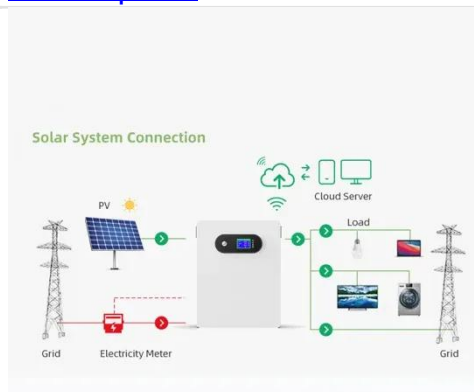 Solar System Connection
Cloud Server
PV
Load
Grid
Electricity Meter
Grid